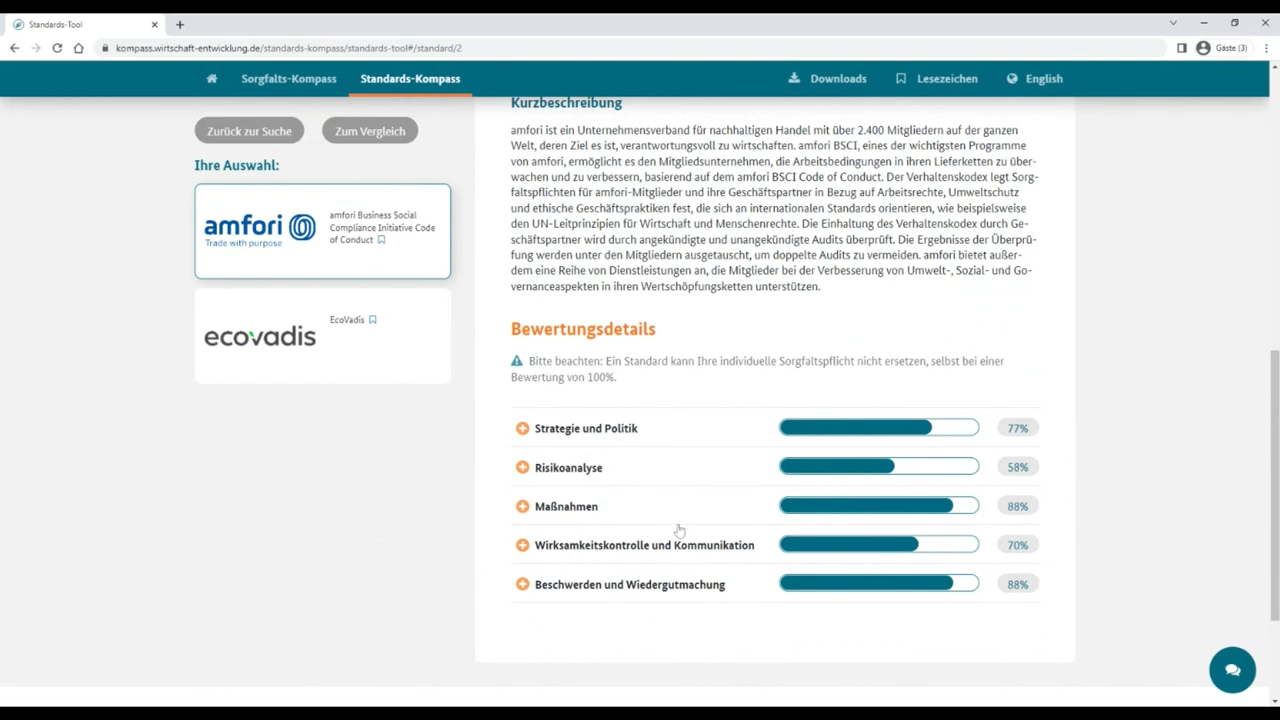 Standards-Tool
kompass.wirtschaft-entwicklung.de/standards-kompass/standards-tool#/standard/2
Gäste (3)
Sorgfalts-Kompass
Standards-Kompass
Downloads
Lesezeichen
English
Zurück zur Suche
Zum Vergleich
Ihre Auswahl:
amfori
Trade with purpose
amfori Business Social
Compliance Initiative Code
of Conduct
ecovadis
EcoVadis
Kurzbeschreibung
amfori ist ein Unternehmensverband für nachhaltigen Handel mit über 2.400 Mitgliedern auf der ganzen
Welt, deren Ziel es ist, verantwortungsvoll zu wirtschaften. amfori BSCI, eines der wichtigsten Programme
von amfori, ermöglicht es den Mitgliedsunternehmen, die Arbeitsbedingungen in ihren Lieferketten zu über-
wachen und zu verbessern, basierend auf dem amfori BSCI Code of Conduct. Der Verhaltenskodex legt Sorg-
faltspflichten für amfori-Mitglieder und ihre Geschäftspartner in Bezug auf Arbeitsrechte, Umweltschutz
und ethische Geschäftspraktiken fest, die sich an internationalen Standards orientieren, wie beispielsweise
den UN-Leitprinzipien für Wirtschaft und Menschenrechte. Die Einhaltung des Verhaltenskodex durch Ge-
schäftspartner wird durch angekündigte und unangekündigte Audits überprüft. Die Ergebnisse der Überprü-
fung werden unter den Mitgliedern ausgetauscht, um doppelte Audits zu vermeiden. amfori bietet außer-
dem eine Reihe von Dienstleistungen an, die Mitglieder bei der Verbesserung von Umwelt-, Sozial- und Go-
vernanceaspekten in ihren Wertschöpfungsketten unterstützen.
Bewertungsdetails
Bitte beachten: Ein Standard kann Ihre individuelle Sorgfaltspflicht nicht ersetzen, selbst bei einer
Bewertung von 100%.
Strategie und Politik 77%
Risikoanalyse 58%
Maßnahmen 88%
Wirksamkeitskontrolle und Kommunikation 70%
Beschwerden und Wiedergutmachung 88%